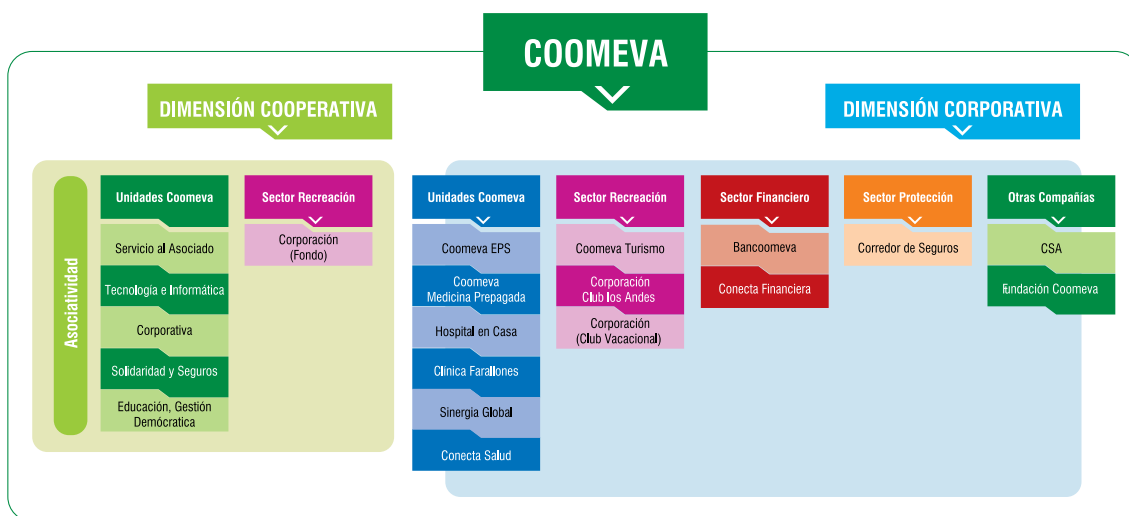 COOMEVA
DIMENSIÓN COOPERATIVA
DIMENSIÓN CORPORATIVA
Asociatividad
Unidades Coomeva
Servicio al Asociado
Tecnología e Informática
Corporativa
Solidaridad y Seguros
Educación, Gestión
Demócratica
Sector Recreación
Corporación
(Fondo)
Unidades Coomeva
Coomeva EPS
Coomeva
Medicina Prepagada
Hospital en Casa
Clínica Farallones
Sinergia Global
Conecta Salud
Sector Recreación
Coomeva Turismo
Corporación
Club los Andes
Corporación
(Club Vacacional)
Sector Financiero
Bancoomeva
Conecta Financiera
Sector Protección
Corredor de Seguros
Otras Compañías
CSA
Fundación Coomeva